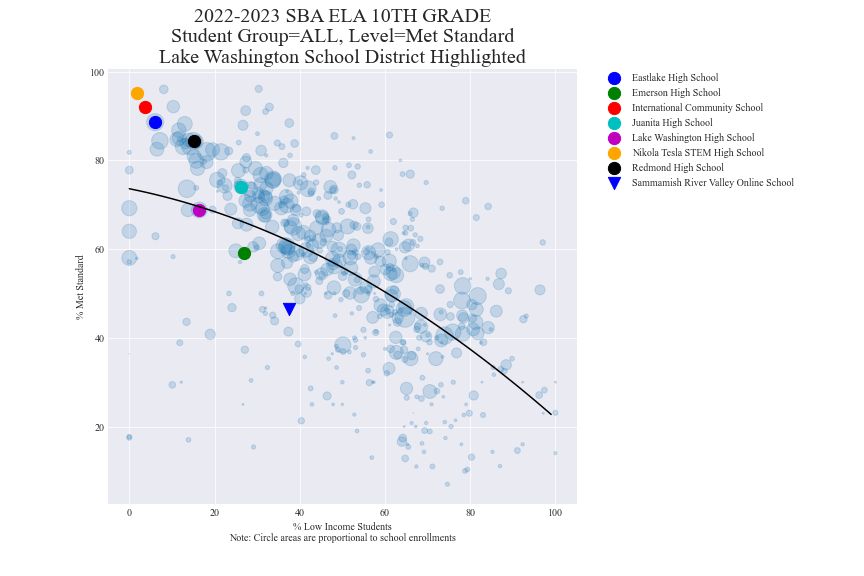 2022-2023 SBA ELA 10TH GRADE
Student Group=ALL, Level=Met Standard
Lake Washington School District Highlighted
100
80
60
40
20
% Met Standard
0 20 40 60 80 100
% Low Income Students
Note: Circle areas are proportional to school enrollments
Eastlake High School
Emerson High School
International Community School
Juanita High School
Lake Washington High School
Nikola Tesla STEM High School
Redmond High School
Sammamish River Valley Online School